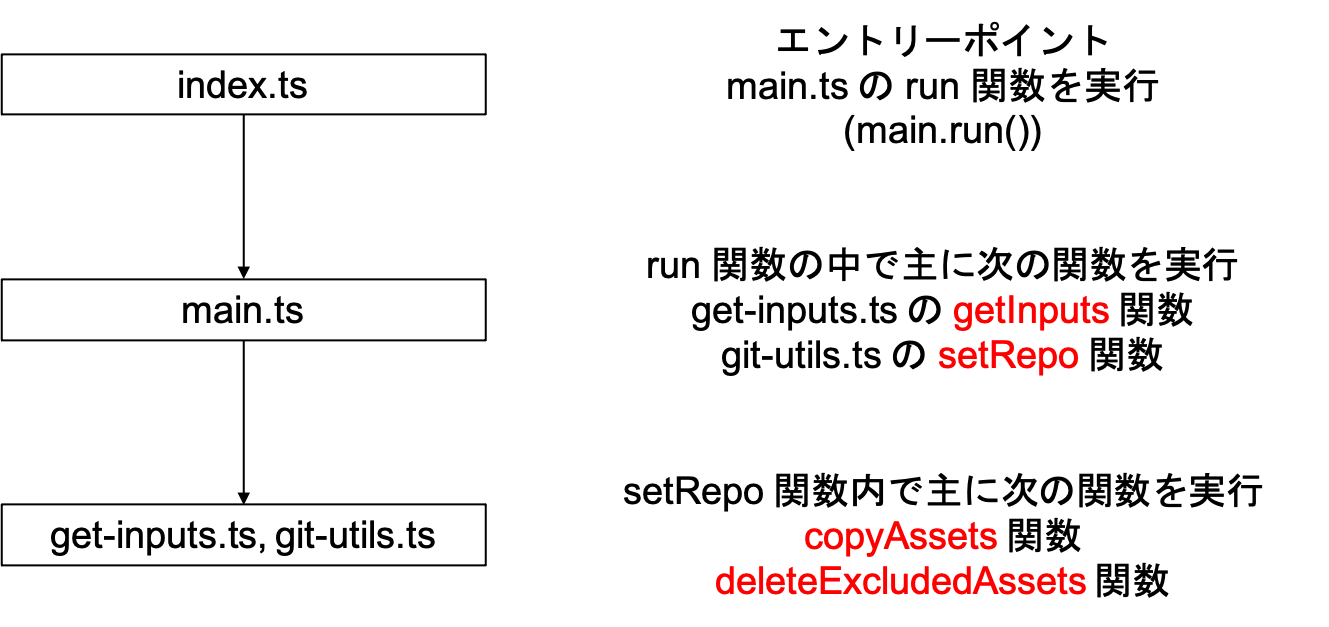 index.ts
エントリーポイント
main.ts の run 関数を実行
(main.run())
main.ts
run 関数の中で主に次の関数を実行
get-inputs.ts の getInputs 関数
git-utils.ts の setRepo 関数
get-inputs.ts, git-utils.ts
setRepo 関数内で主に次の関数を実行
copyAssets 関数
deleteExcludedAssets 関数